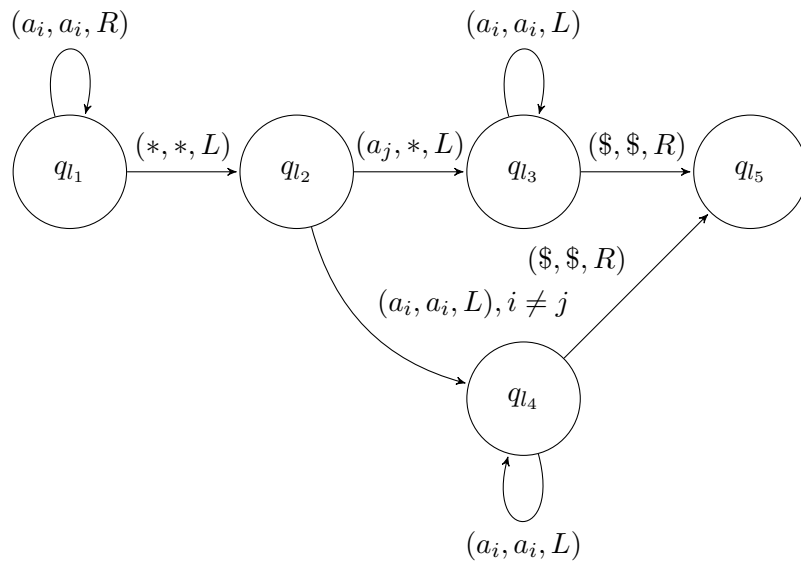 (a_i, a_i, R)
(a_i, a_i, L)
q_{l_1}
(*, *, L)
q_{l_2}
(a_j, *, L)
q_{l_3}
($, $, R)
q_{l_5}
($, $, R)
(a_i, a_i, L), i ≠ j
q_{l_4}
(a_i, a_i, L)